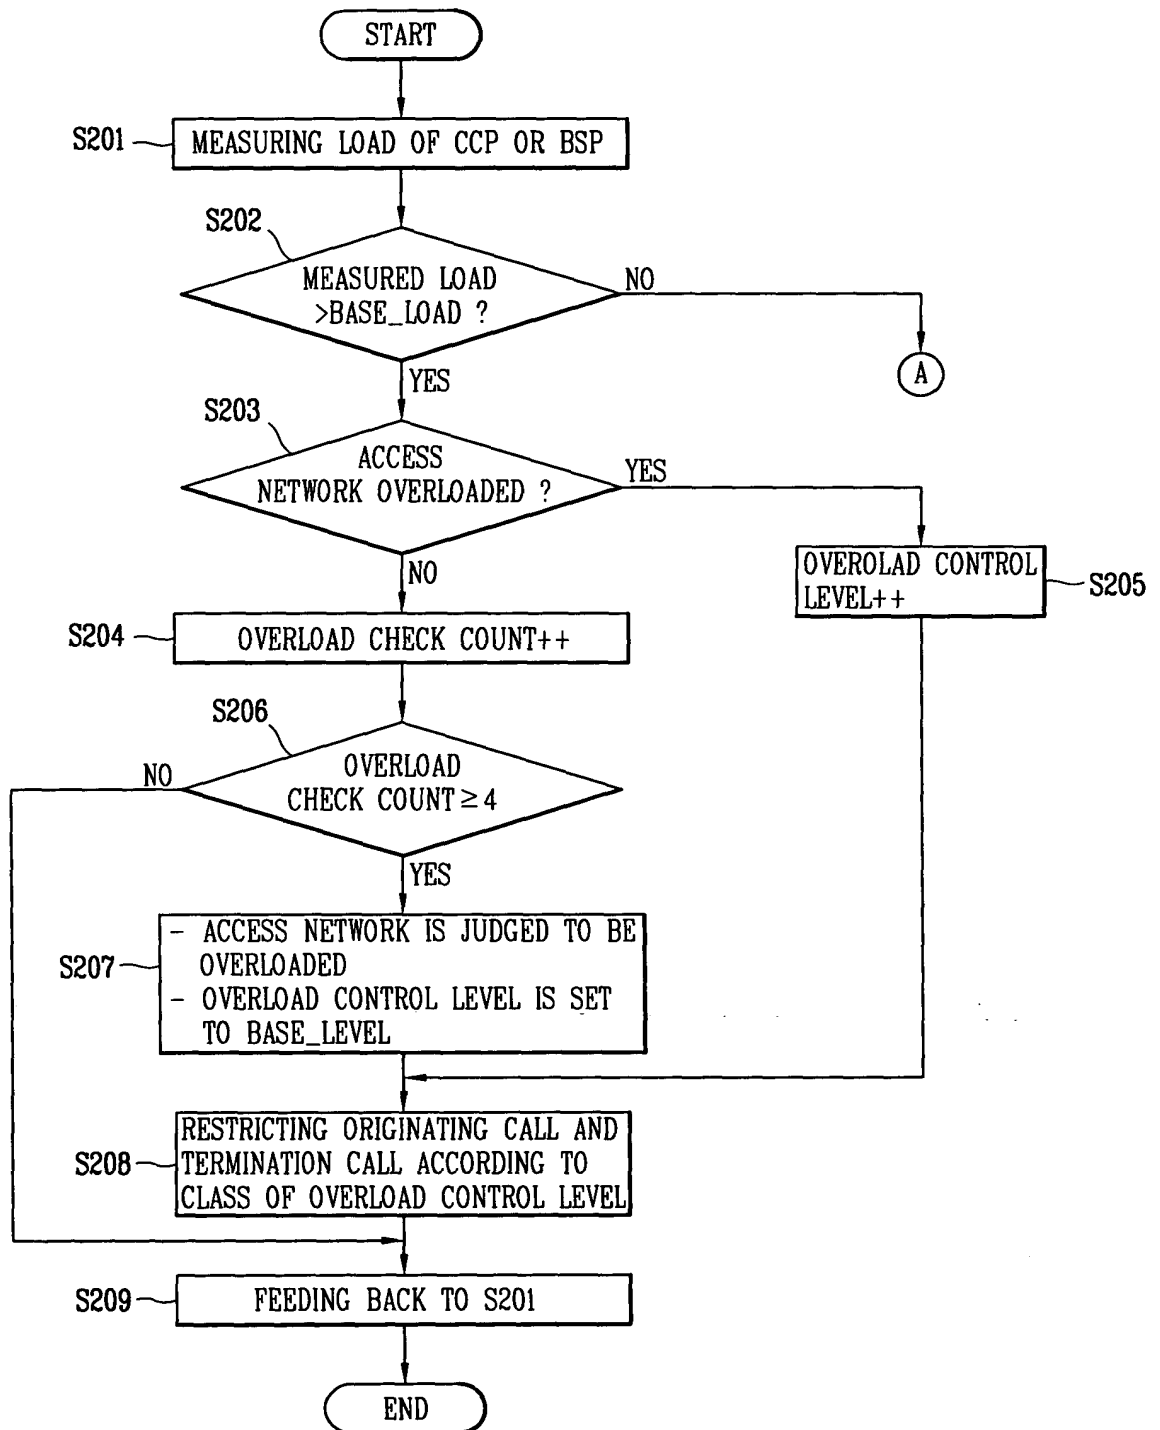 START
S201
MEASURING LOAD OF CCP OR BSP
S202
MEASURED LOAD
>BASE_LOAD ?
NO
A
YES
S203
ACCESS
NETWORK OVERLOADED ?
YES
NO
OVEROLAD CONTROL
LEVEL++
S205
S204
OVERLOAD CHECK COUNT++
S206
OVERLOAD
CHECK COUNT≥4
NO
YES
S207
- ACCESS NETWORK IS JUDGED TO BE
OVERLOADED
- OVERLOAD CONTROL LEVEL IS SET
TO BASE_LEVEL
S208
RESTRICTING ORIGINATING CALL AND
TERMINATION CALL ACCORDING TO
CLASS OF OVERLOAD CONTROL LEVEL
S209
FEEDING BACK TO S201
END